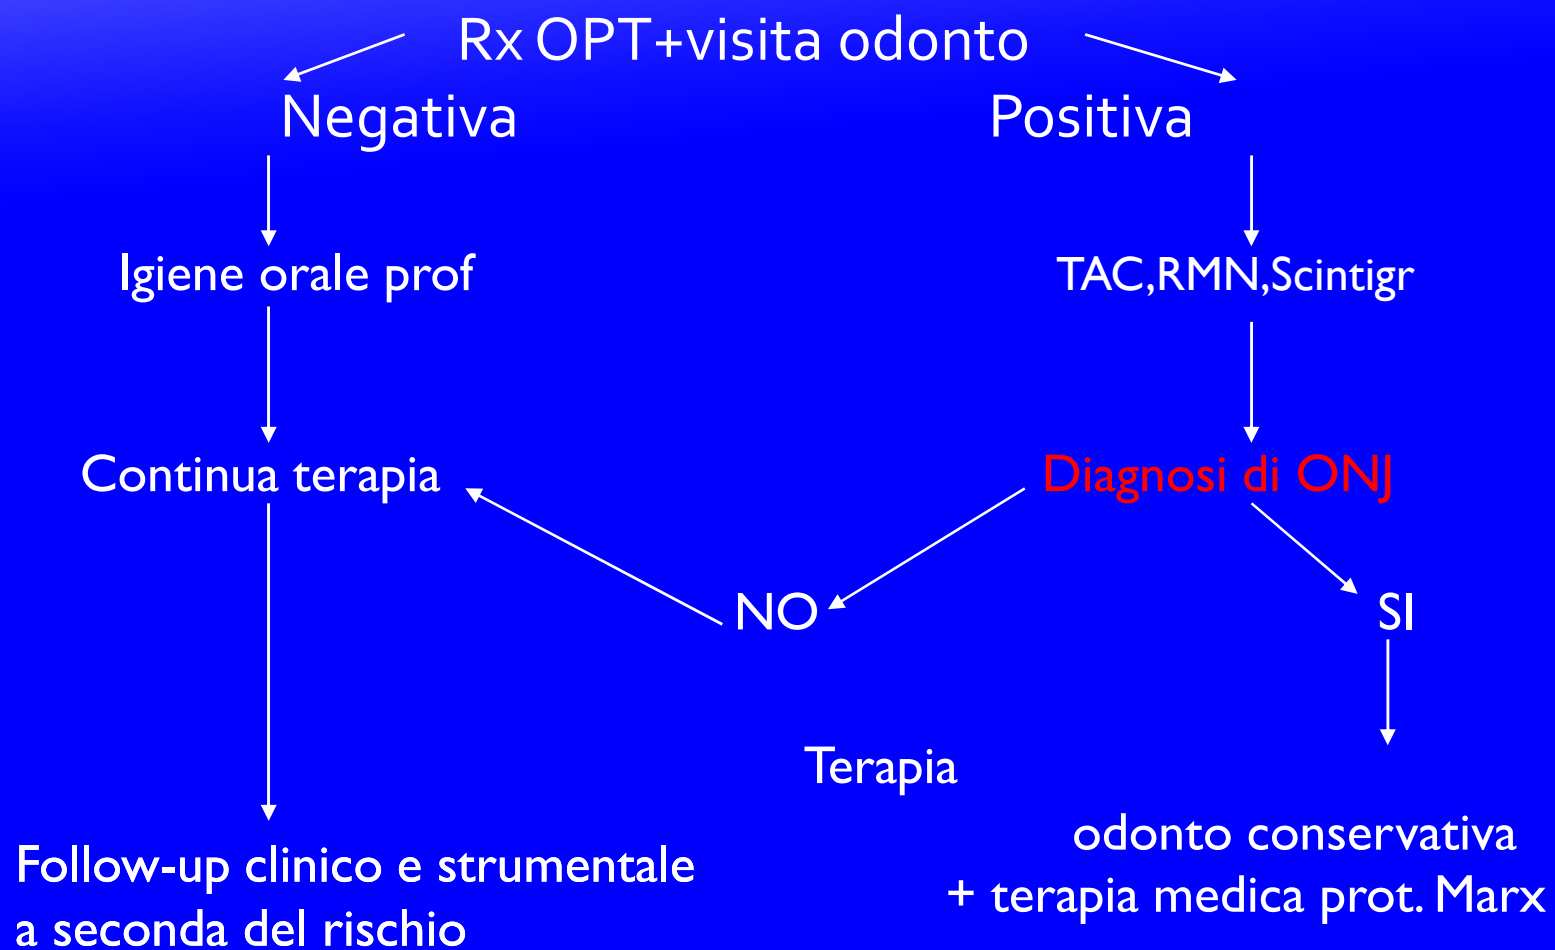 Rx OPT+visita odonto
Negativa
Positiva
Igiene orale prof
TAC,RMN,Scintigr
Continua terapia
Diagnosi di ONJ
NO
SI
Terapia
odonto conservativa
+ terapia medica prot. Marx
Follow-up clinico e strumentale
a seconda del rischio